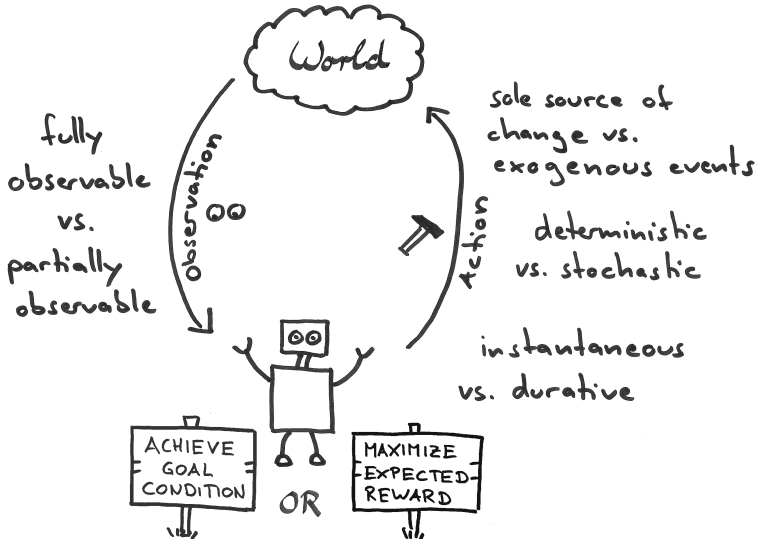 World
fully
observable
vs.
partially
observable
Observation
sole source of
change vs.
exogenous events
Action
deterministic
vs. stochastic
instantaneous
vs. durative
ACHIEVE
GOAL
CONDITION
OR
MAXIMIZE
EXPECTED
REWARD